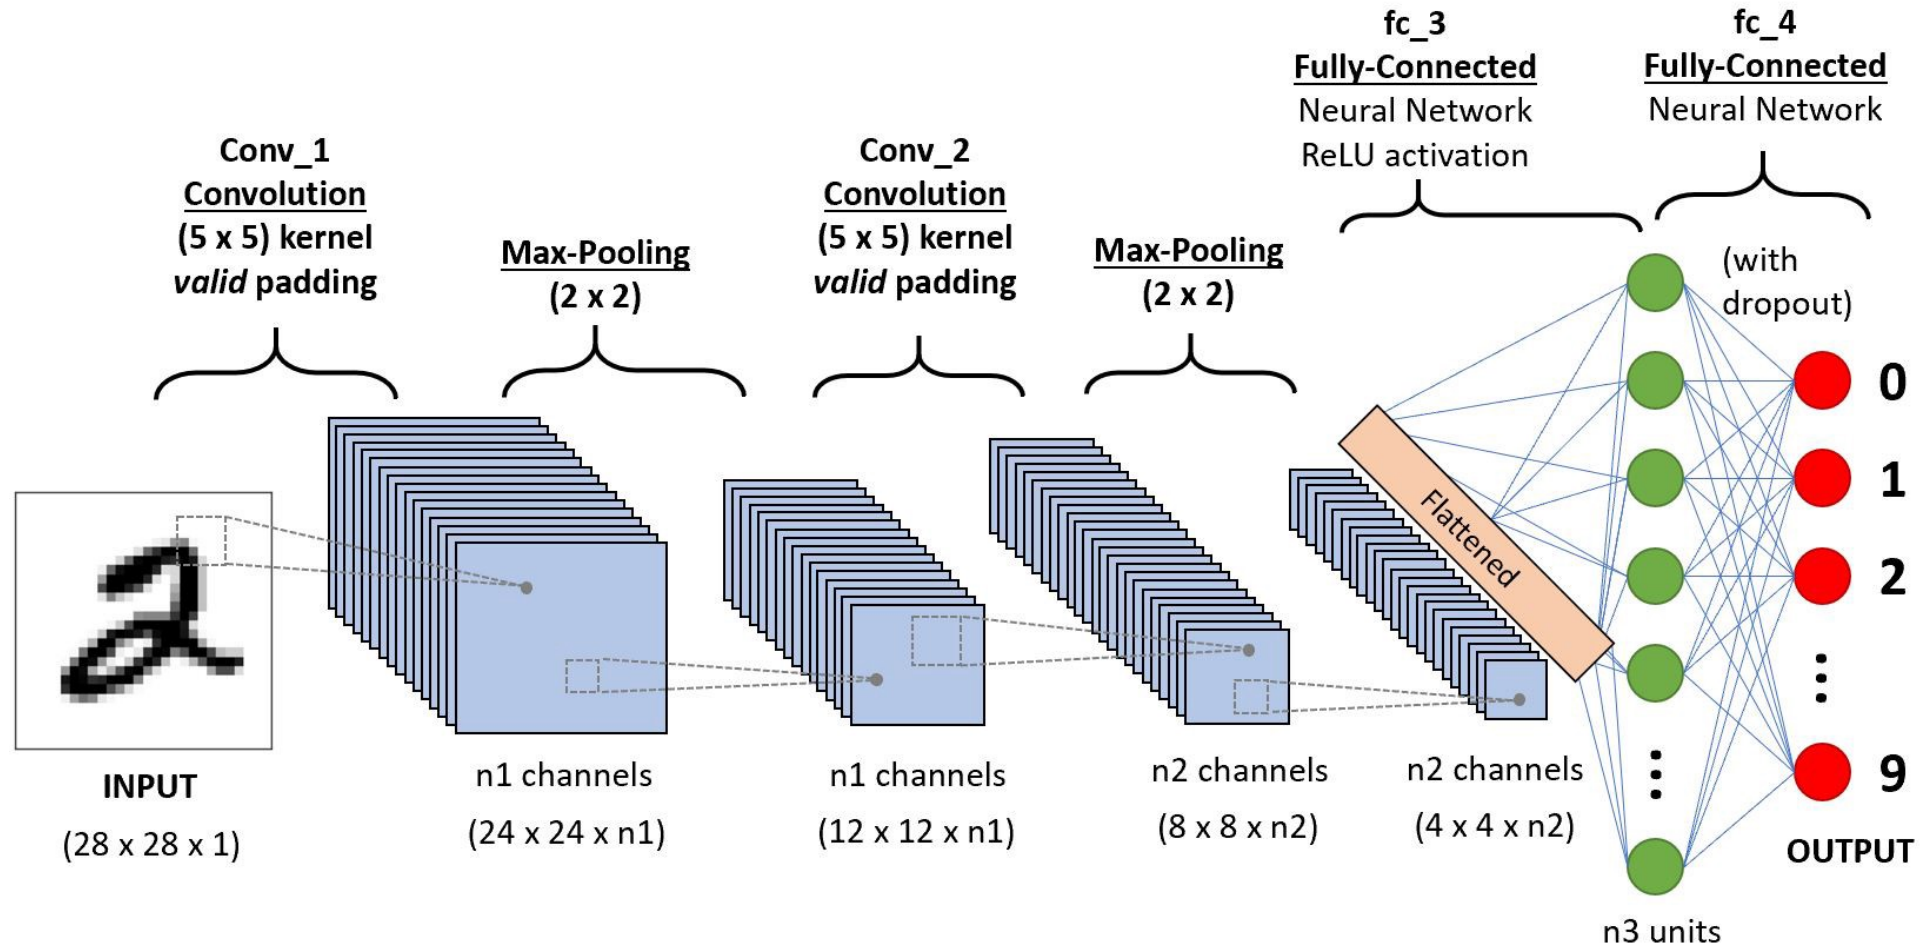 Conv_1
Convolution
(5 x 5) kernel
valid padding
Max-Pooling
(2 x 2)
Conv_2
Convolution
(5 x 5) kernel
valid padding
Max-Pooling
(2 x 2)
fc_3
Fully-Connected
Neural Network
ReLU activation
fc_4
Fully-Connected
Neural Network
(with
dropout)
2
Flattened
0
1
2
9
INPUT
(28 x 28 x 1)
n1 channels
(24 x 24 x n1)
n1 channels
(12 x 12 x n1)
n2 channels
(8 x 8 x n2)
n2 channels
(4 x 4 x n2)
n3 units
OUTPUT